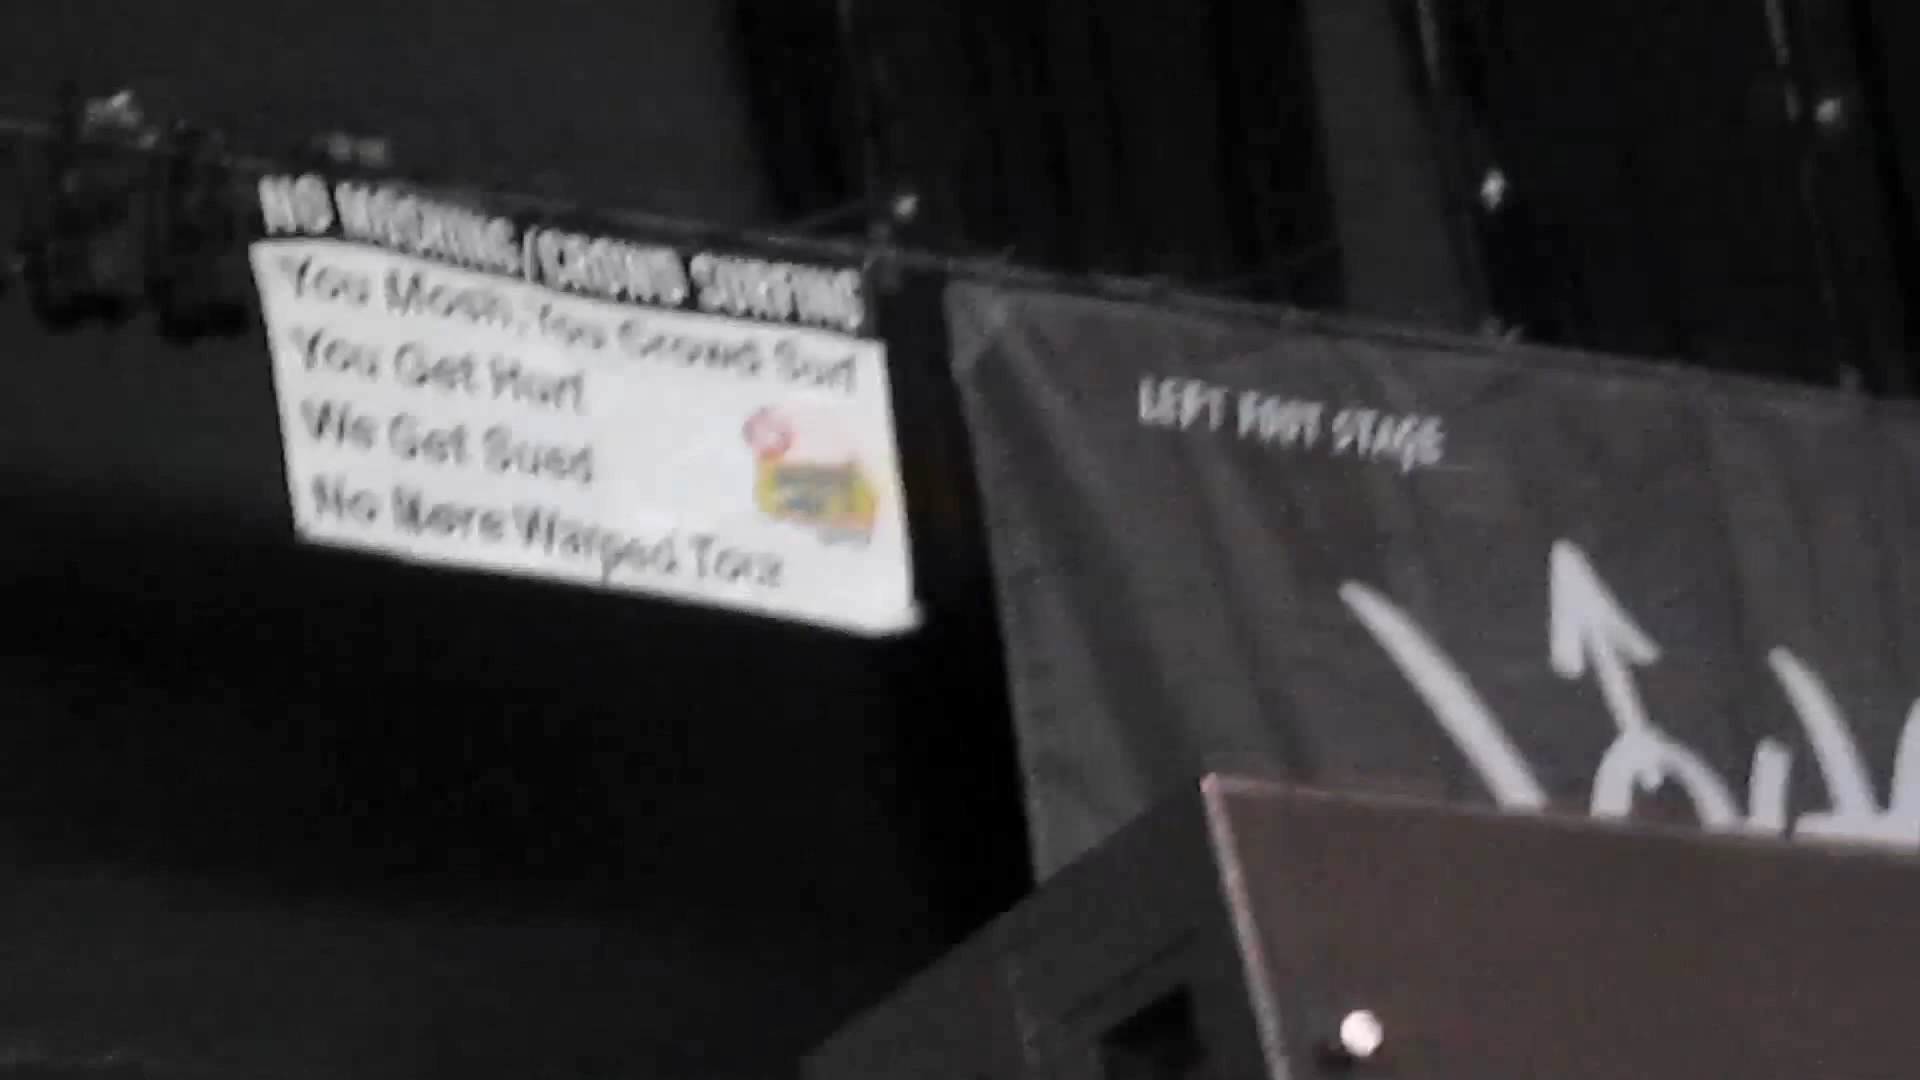 NO MOSHING/CROWD SURFING
You Mosh, You Crowd Surf
You Get Hurt
We Get Sued
No More Warped Tour
LEFT FOOT STAGE